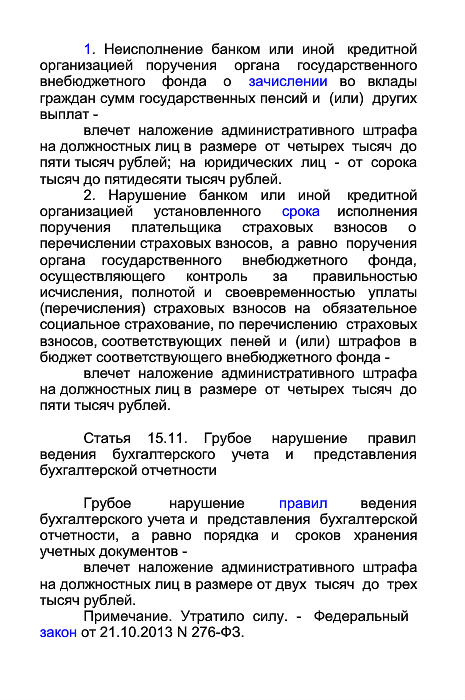 1. Неисполнение банком или иной кредитной
организацией поручения органа государственного
внебюджетного фонда о зачислении во вклады
граждан сумм государственных пенсий и (или) других
выплат -
влечет наложение административного штрафа
на должностных лиц в размере от четырех тысяч до
пяти тысяч рублей; на юридических лиц - от сорока
тысяч до пятидесяти тысяч рублей.
2. Нарушение банком или иной кредитной
организацией установленного срока исполнения
поручения плательщика страховых взносов о
перечислении страховых взносов, а равно поручения
органа государственного внебюджетного фонда,
осуществляющего контроль за правильностью
исчисления, полнотой и своевременностью уплаты
(перечисления) страховых взносов на обязательное
социальное страхование, по перечислению страховых
взносов, соответствующих пеней и (или) штрафов в
бюджет соответствующего внебюджетного фонда -
влечет наложение административного штрафа
на должностных лиц в размере от четырех тысяч до
пяти тысяч рублей.
Статья 15.11. Грубое нарушение правил
ведения бухгалтерского учета и представления
бухгалтерской отчетности
Грубое нарушение правил ведения
бухгалтерского учета и представления бухгалтерской
отчетности, а равно порядка и сроков хранения
учетных документов -
влечет наложение административного штрафа
на должностных лиц в размере от двух тысяч до трех
тысяч рублей.
Примечание. Утратило силу. - Федеральный
закон от 21.10.2013 N 276-ФЗ.